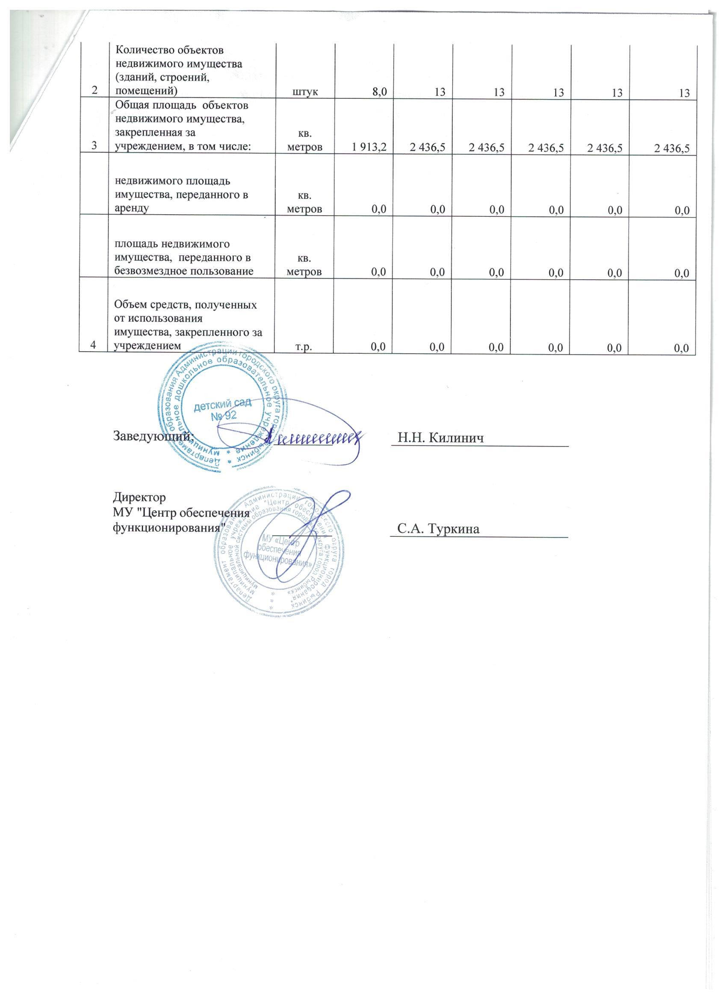 Количество объектов
недвижимого имущества
(зданий, строений,
2 помещений) штук 8,0 13 13 13 13 13
Общая площадь объектов
недвижимого имущества,
закрепленная за кв.
3 учреждением, в том числе: метров 1 913,2 2 436,5 2 436,5 2 436,5 2 436,5 2 436,5
недвижимого площадь
имущества, переданного в кв.
аренду метров 0,0 0,0 0,0 0,0 0,0 0,0
площадь недвижимого
имущества, переданного в кв.
безвозмездное пользование метров 0,0 0,0 0,0 0,0 0,0 0,0
Объем средств, полученных
от использования
имущества, закрепленного за
4 учреждением т.р. 0,0 0,0 0,0 0,0 0,0 0,0
Департамент образования Администрации городского округа город Рыбинск *
муниципальное дошкольное образовательное учреждение *
детский сад
№ 92
Заведующий: Н.Н. Килинич
Директор
МУ "Центр обеспечения
функционирования" С.А. Туркина
Департамент образования Администрации городского округа город Рыбинск *
Муниципальное учреждение "Центр обеспечения функционирования" *
муниципальной системы образования городского округа город Рыбинск» *
МУ «Центр
обеспечения
функционирования»